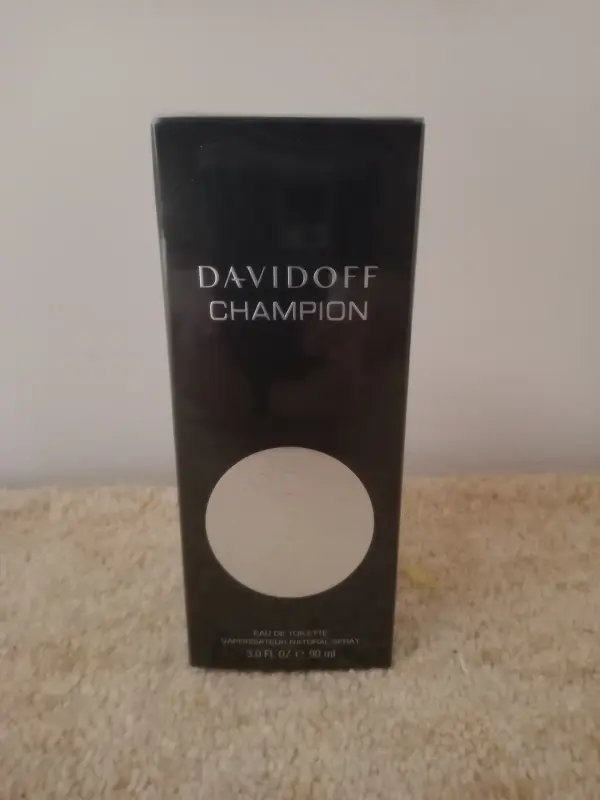 DAVIDOFF
CHAMPION
EAU DE TOILETTE
VAPORISATEUR NATURAL SPRAY
3.0 FL OZ ℮ 90 ml